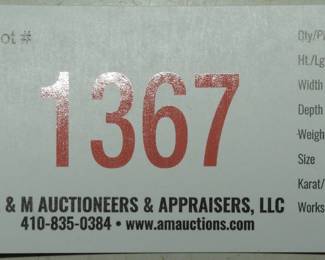 ot #
1367
& M AUCTIONEERS & APPRAISERS, LLC
410-835-0384 • www.amauctions.com
Qty/P
Ht./Lg
Width
Depth
Weigh
Size
Karat/
Works